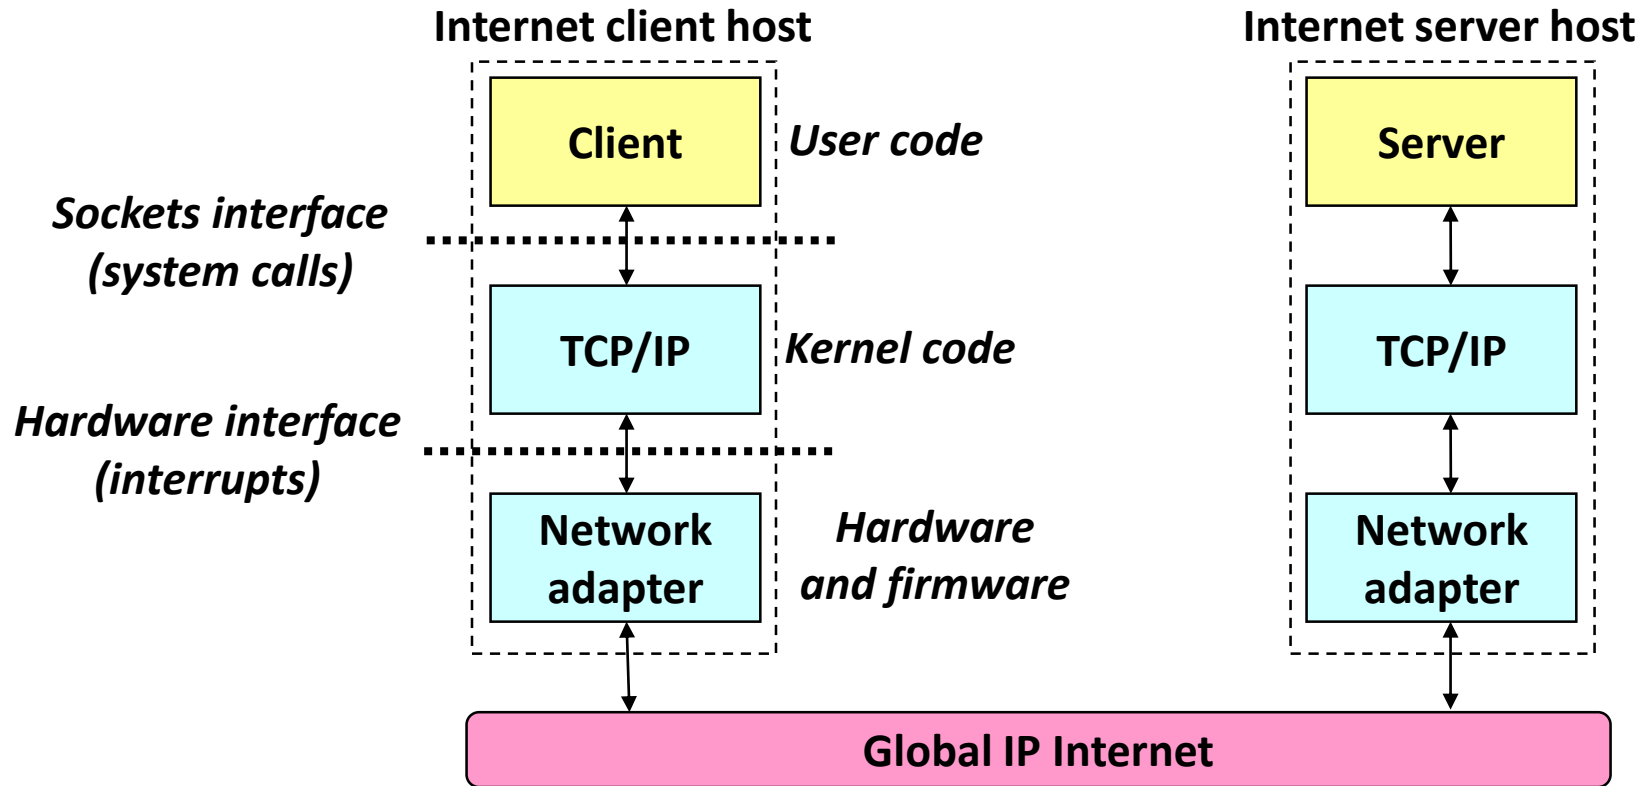 Internet client host
Internet server host
Client
User code
Server
Sockets interface
(system calls)
TCP/IP
Kernel code
TCP/IP
Hardware interface
(interrupts)
Network
adapter
Hardware
and firmware
Network
adapter
Global IP Internet